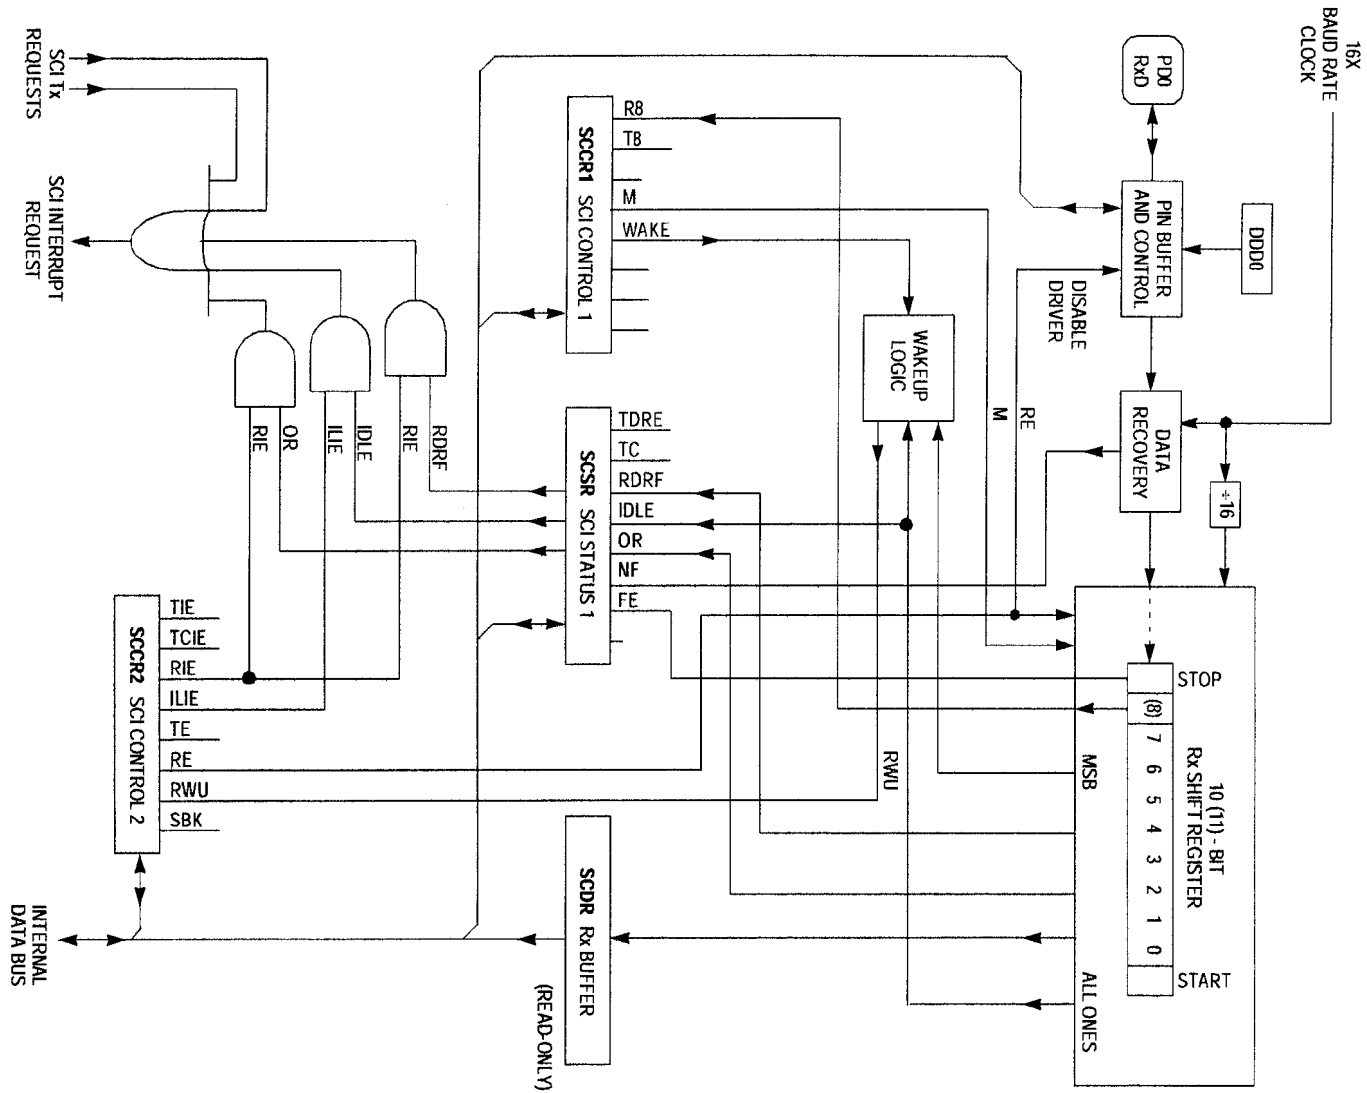 16X
BAUD RATE
CLOCK
PD0
RxD
PIN BUFFER
AND CONTROL
DDD0
DISABLE
DRIVER
DATA
RECOVERY
÷16
RE
M
WAKEUP
LOGIC
STOP
(8)
7
6
5
4
3
2
1
0
START
10 (11) - BIT
Rx SHIFT REGISTER
MSB
ALL ONES
RWU
SCCR1 SCI CONTROL 1
R8
T8
M
WAKE
SCSR SCI STATUS 1
TDRE
TC
RDRF
IDLE
OR
NF
FE
SCDR Rx BUFFER
(READ-ONLY)
RDRF
RIE
IDLE
ILIE
OR
RIE
SCI Tx
REQUESTS
SCI INTERRUPT
REQUEST
SCCR2 SCI CONTROL 2
TIE
TCIE
RIE
ILIE
TE
RE
RWU
SBK
INTERNAL
DATA BUS